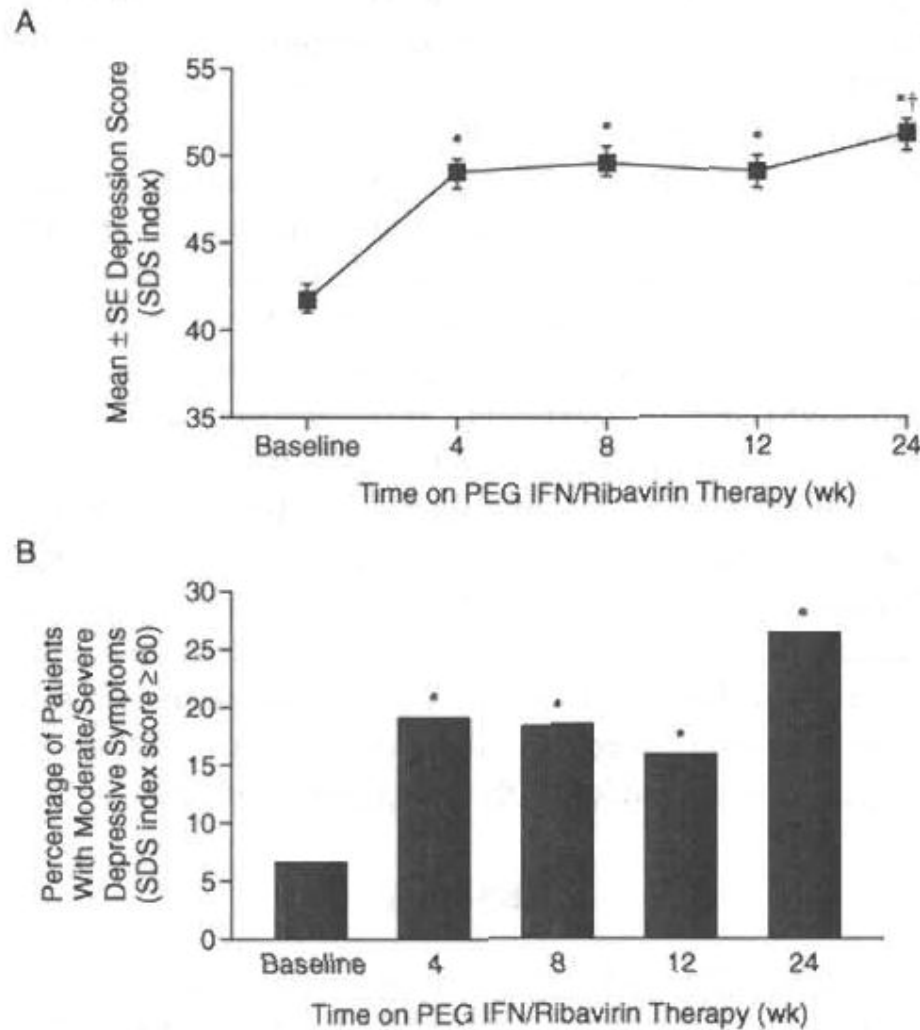 A
Mean ± SE Depression Score
(SDS index)
55
50
45
40
35
*
*
*
*†
Baseline 4 8 12 24
Time on PEG IFN/Ribavirin Therapy (wk)
B
Percentage of Patients
With Moderate/Severe
Depressive Symptoms
(SDS index score ≥ 60)
30
25
20
15
10
5
0
*
*
*
*
Baseline 4 8 12 24
Time on PEG IFN/Ribavirin Therapy (wk)